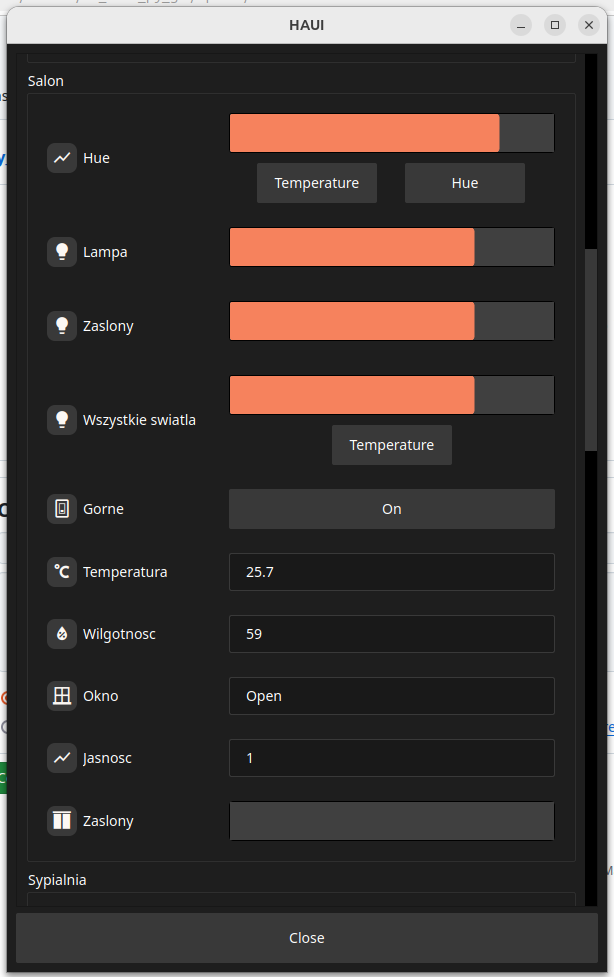 HAUI
Salon
Hue
Temperature Hue
Lampa
Zaslony
Wszystkie swiatla
Temperature
Gorne On
°C Temperatura 25.7
Wilgotnosc 59
Okno Open
Jasnosc 1
Zaslony
Sypialnia
Close